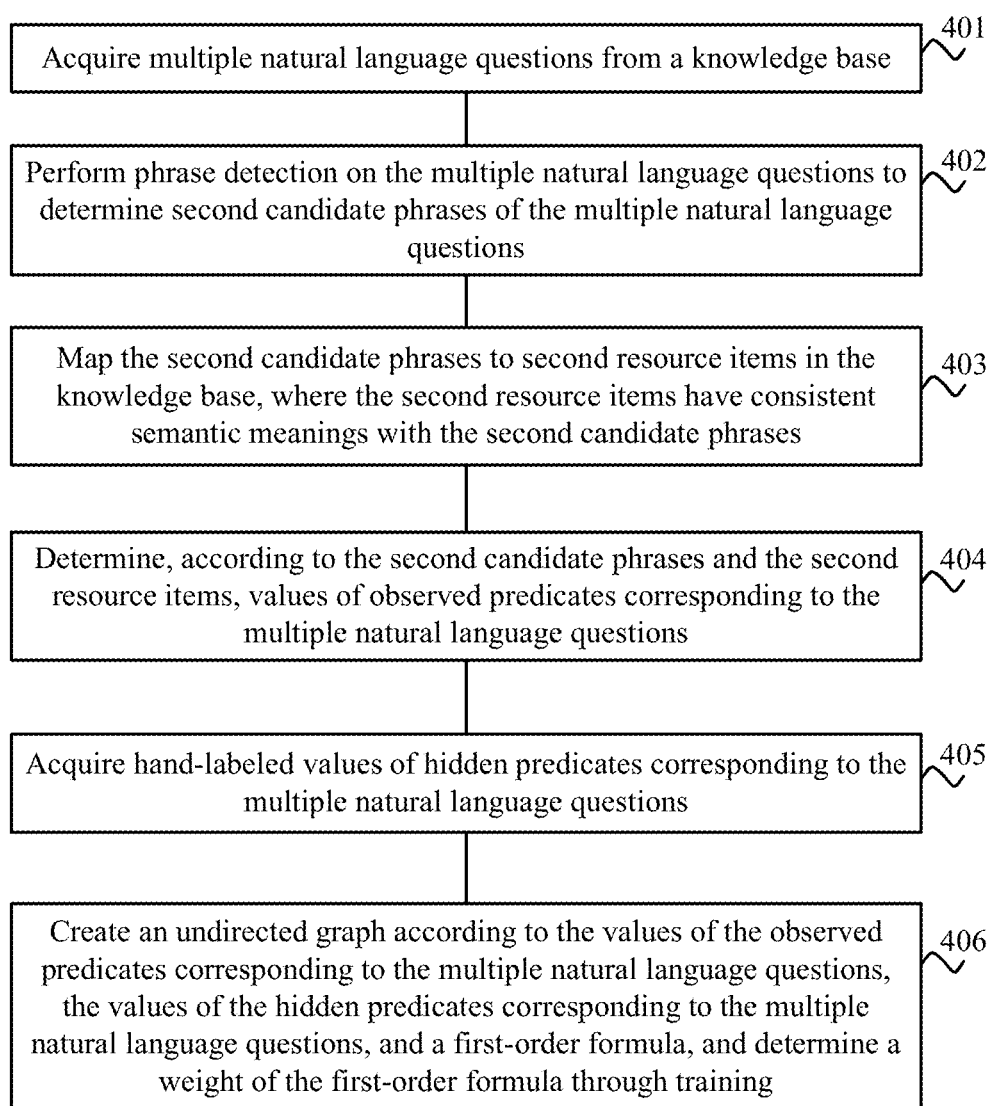 401
Acquire multiple natural language questions from a knowledge base
402
Perform phrase detection on the multiple natural language questions to
determine second candidate phrases of the multiple natural language
questions
403
Map the second candidate phrases to second resource items in the
knowledge base, where the second resource items have consistent
semantic meanings with the second candidate phrases
404
Determine, according to the second candidate phrases and the second
resource items, values of observed predicates corresponding to the
multiple natural language questions
405
Acquire hand-labeled values of hidden predicates corresponding to the
multiple natural language questions
406
Create an undirected graph according to the values of the observed
predicates corresponding to the multiple natural language questions,
the values of the hidden predicates corresponding to the multiple
natural language questions, and a first-order formula, and determine a
weight of the first-order formula through training